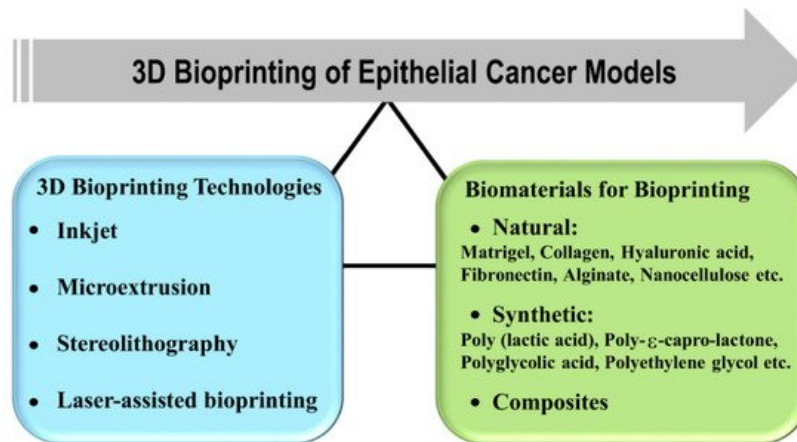 3D Bioprinting of Epithelial Cancer Models
3D Bioprinting Technologies
• Inkjet
• Microextrusion
• Stereolithography
• Laser-assisted bioprinting
Biomaterials for Bioprinting
• Natural:
Matrigel, Collagen, Hyaluronic acid,
Fibronectin, Alginate, Nanocellulose etc.
• Synthetic:
Poly (lactic acid), Poly-ε-capro-lactone,
Polyglycolic acid, Polyethylene glycol etc.
• Composites